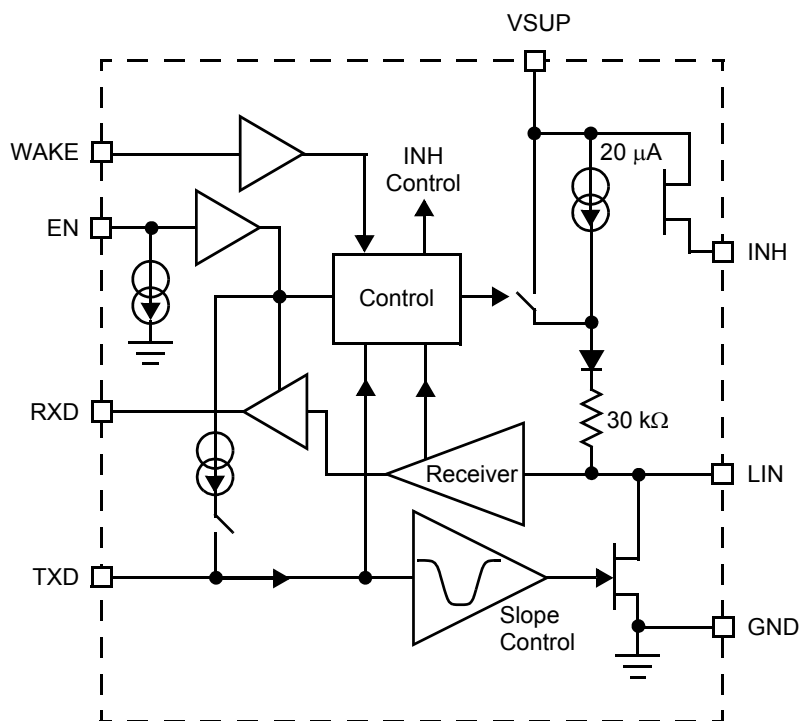 VSUP
WAKE
20 μA
INH
Control
EN
INH
Control
RXD
30 kΩ
Receiver
LIN
TXD
Slope
Control
GND